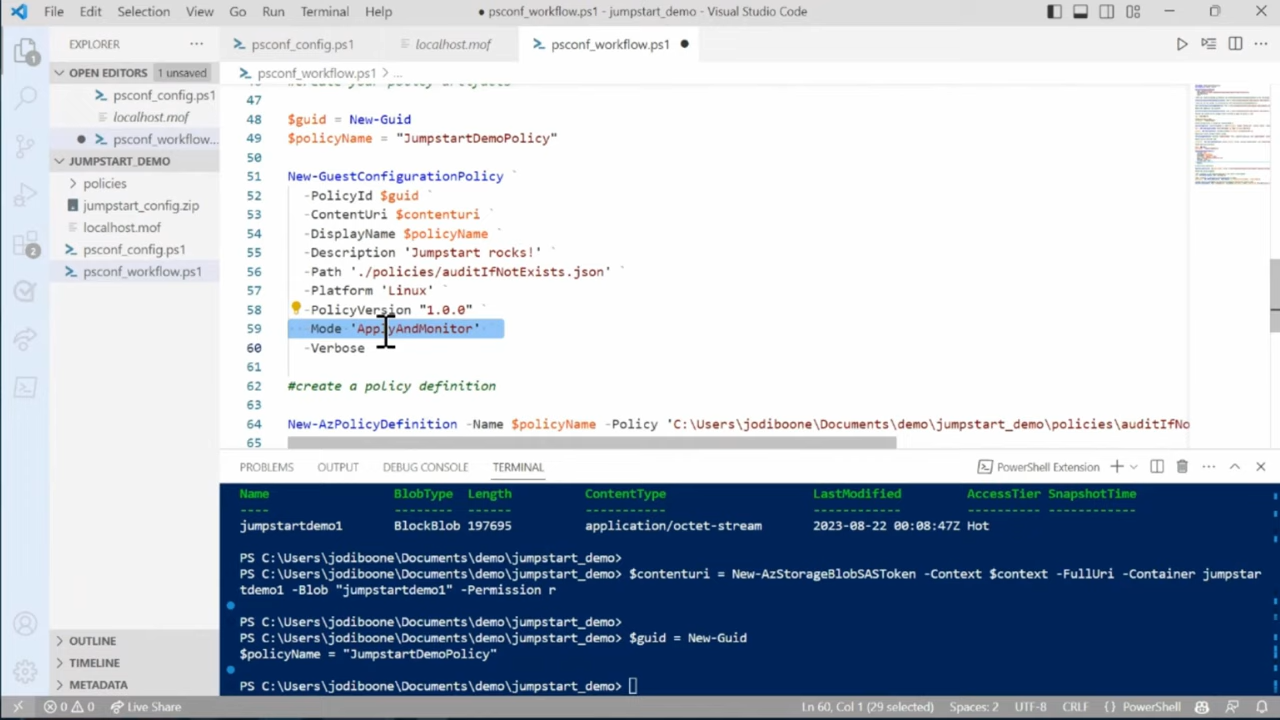 File Edit Selection View Go Run Terminal Help
● psconf_workflow.ps1 - jumpstart_demo - Visual Studio Code
EXPLORER ···
psconf_config.ps1
localhost.mof
psconf_workflow.ps1 ●
OPEN EDITORS 1 unsaved
psconf_config.ps1
localhost.mof
psconf_workflow...
JUMPSTART_DEMO
policies
jumpstart_config.zip
localhost.mof
psconf_config.ps1
psconf_workflow.ps1
OUTLINE
TIMELINE
METADATA
1
2
psconf_workflow.ps1 > ...
46 #create your policy artifacts
47
48 $guid = New-Guid
49 $policyName = "JumpstartDemoPolicy"
50
51 New-GuestConfigurationPolicy `
52 -PolicyId $guid `
53 -ContentUri $contenturi `
54 -DisplayName $policyName `
55 -Description 'Jumpstart rocks!' `
56 -Path './policies/auditIfNotExists.json' `
57 -Platform 'Linux' `
58 -PolicyVersion "1.0.0" `
59 -Mode 'ApplyAndMonitor' `
60 -Verbose
61
62 #create a policy definition
63
64 New-AzPolicyDefinition -Name $policyName -Policy 'C:\Users\jodiboone\Documents\demo\jumpstart_demo\policies\auditIfNo
65
PROBLEMS OUTPUT DEBUG CONSOLE TERMINAL
PowerShell Extension
Name BlobType Length ContentType LastModified AccessTier SnapshotTime
---- -------- ------ ----------- ------------ ---------- ------------
jumpstartdemo1 BlockBlob 197695 application/octet-stream 2023-08-22 00:08:47Z Hot
PS C:\Users\jodiboone\Documents\demo\jumpstart_demo>
PS C:\Users\jodiboone\Documents\demo\jumpstart_demo> $contenturi = New-AzStorageBlobSASToken -Context $context -FullUri -Container jumpstar
tdemo1 -Blob "jumpstartdemo1" -Permission r
PS C:\Users\jodiboone\Documents\demo\jumpstart_demo>
PS C:\Users\jodiboone\Documents\demo\jumpstart_demo> $guid = New-Guid
$policyName = "JumpstartDemoPolicy"
PS C:\Users\jodiboone\Documents\demo\jumpstart_demo>
0 0 Live Share
Ln 60, Col 1 (29 selected) Spaces: 2 UTF-8 CRLF {} PowerShell